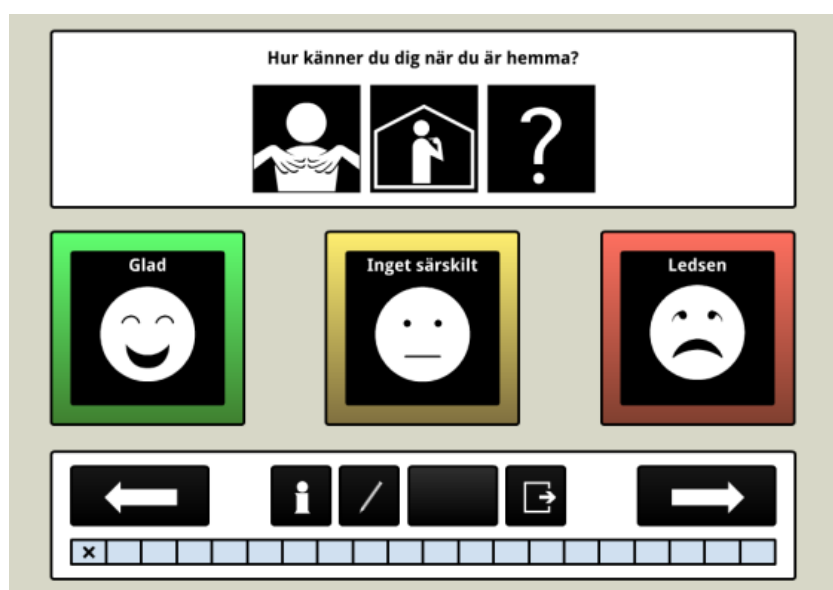 Hur känner du dig när du är hemma?
?
Glad
Inget särskilt
Ledsen
i
×